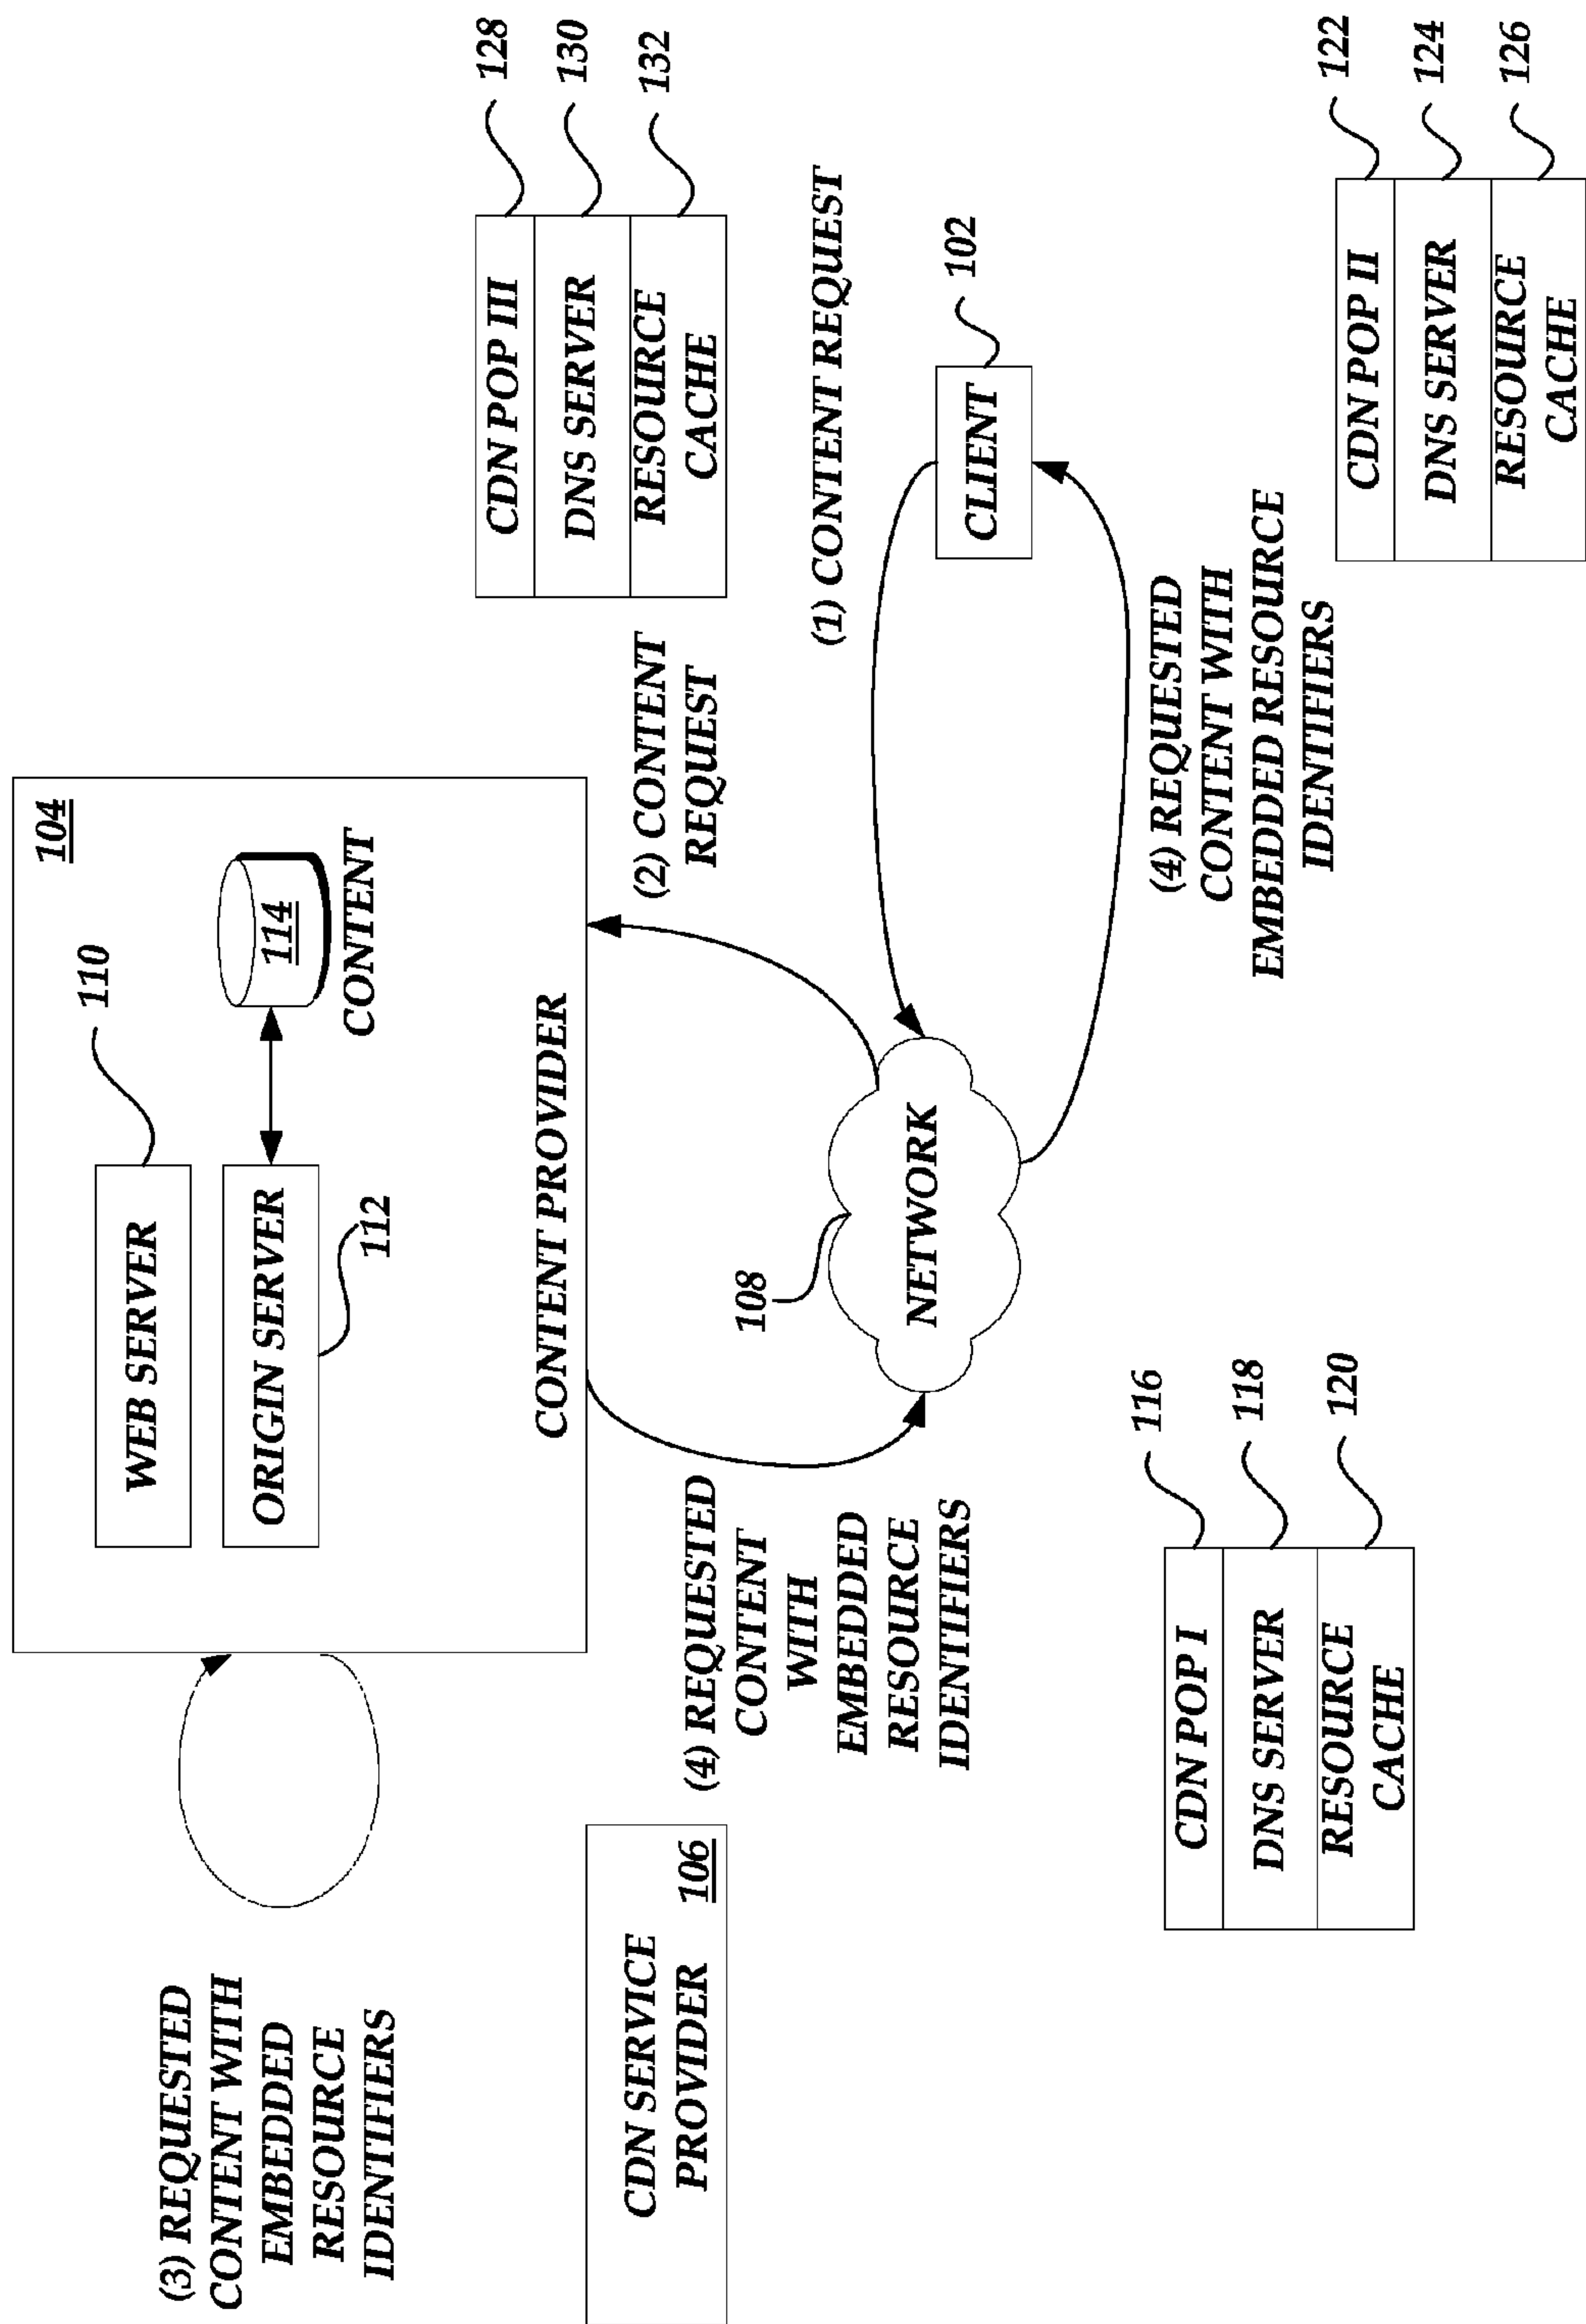 (3) REQUESTED
CONTENT WITH
EMBEDDED
RESOURCE
IDENTIFIERS
104
WEB SERVER
110
ORIGIN SERVER
112
114
CONTENT
CONTENT PROVIDER
CDN SERVICE
PROVIDER
106
(4) REQUESTED
CONTENT
WITH
EMBEDDED
RESOURCE
IDENTIFIERS
(2) CONTENT
REQUEST
CDN POP III
128
DNS SERVER
130
RESOURCE
CACHE
132
108
NETWORK
(1) CONTENT REQUEST
CLIENT
102
(4) REQUESTED
CONTENT WITH
EMBEDDED RESOURCE
IDENTIFIERS
CDN POP I
116
DNS SERVER
118
RESOURCE
CACHE
120
CDN POP II
122
DNS SERVER
124
RESOURCE
CACHE
126